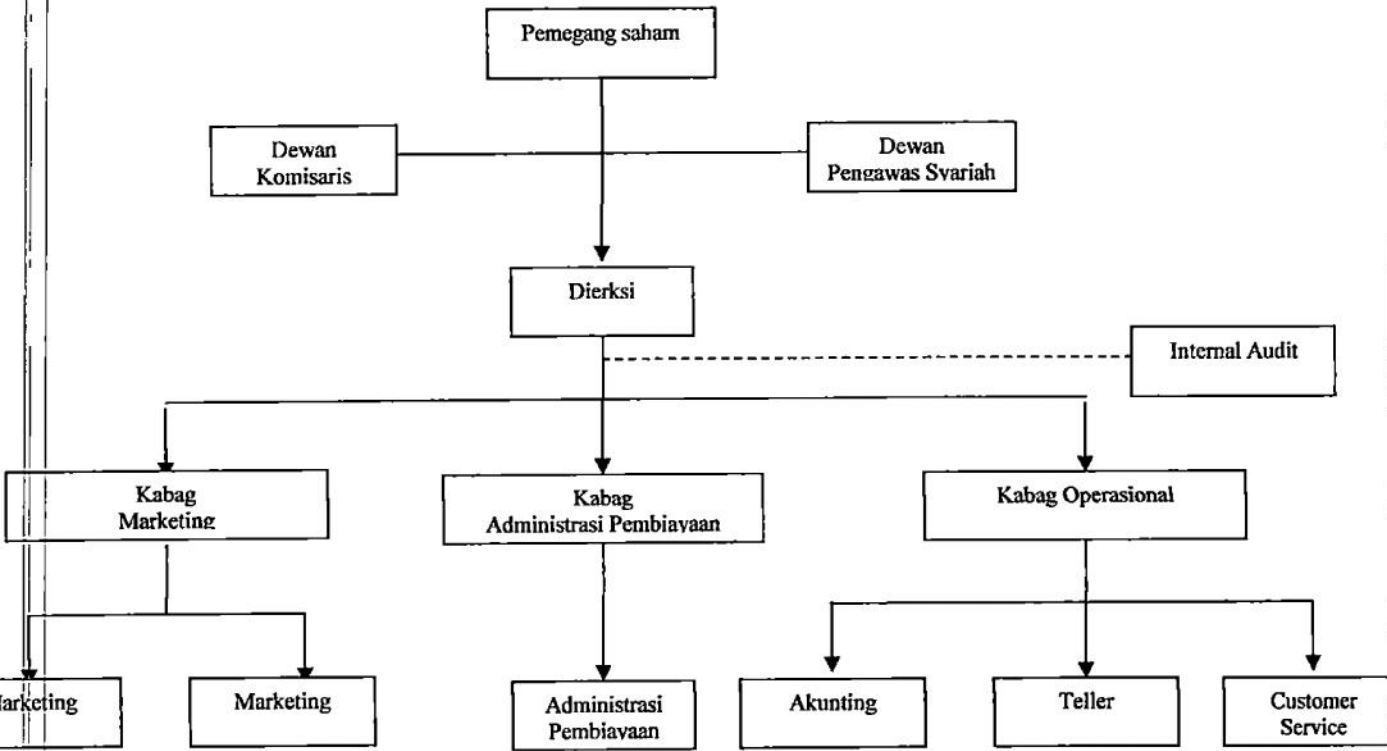 Pemegang saham
Dewan
Komisaris
Dewan
Pengawas Syariah
Dierksi
Internal Audit
Kabag
Marketing
Kabag
Administrasi Pembiayaan
Kabag Operasional
Marketing
Marketing
Administrasi
Pembiayaan
Akunting
Teller
Customer
Service